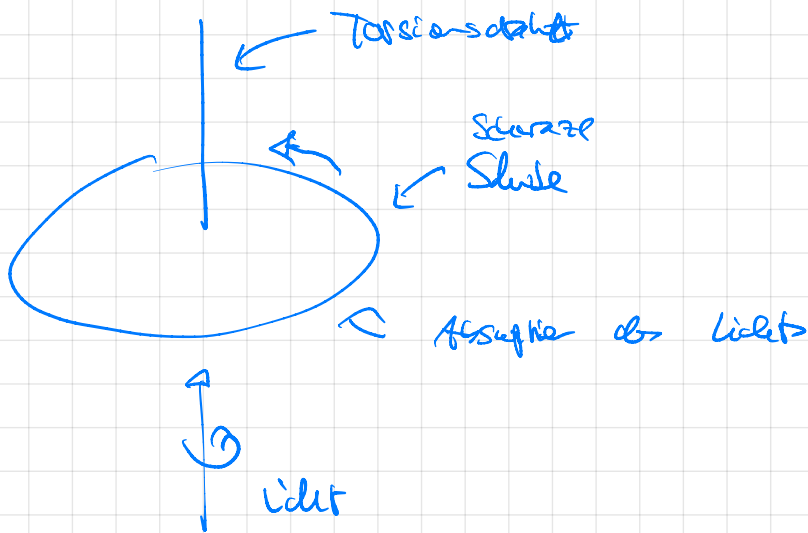 Torsionsdraht
Schwarze
Scheibe
Absorption des Lichts
Licht